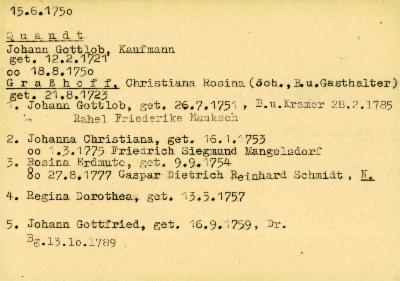 15.6.1750
Q u a n d t
Johann Gottlob, Kaufmann
get. 12.2.1721
oo 18.8.1750
G r a ß h o f f, Christiana Rosina (Joh., B.u.Gasthalter)
get. 21.8.1723
1. Johann Gottlob, get. 26.7.1751, B.u.Kramer 28.2.1785
Rahel Friederike Mauksch
2. Johanna Christiana, get. 16.1.1753
oo 1.3.1775 Friedrich Siegmund Mangelsdorf
3. Rosina Erdmute, get. 9.9.1754
oo 27.8.1777 Caspar Dietrich Reinhard Schmidt, N.
4. Regina Dorothea, get. 13.5.1757
5. Johann Gottfried, get. 16.9.1759, Dr.
Bg.13.10.1789